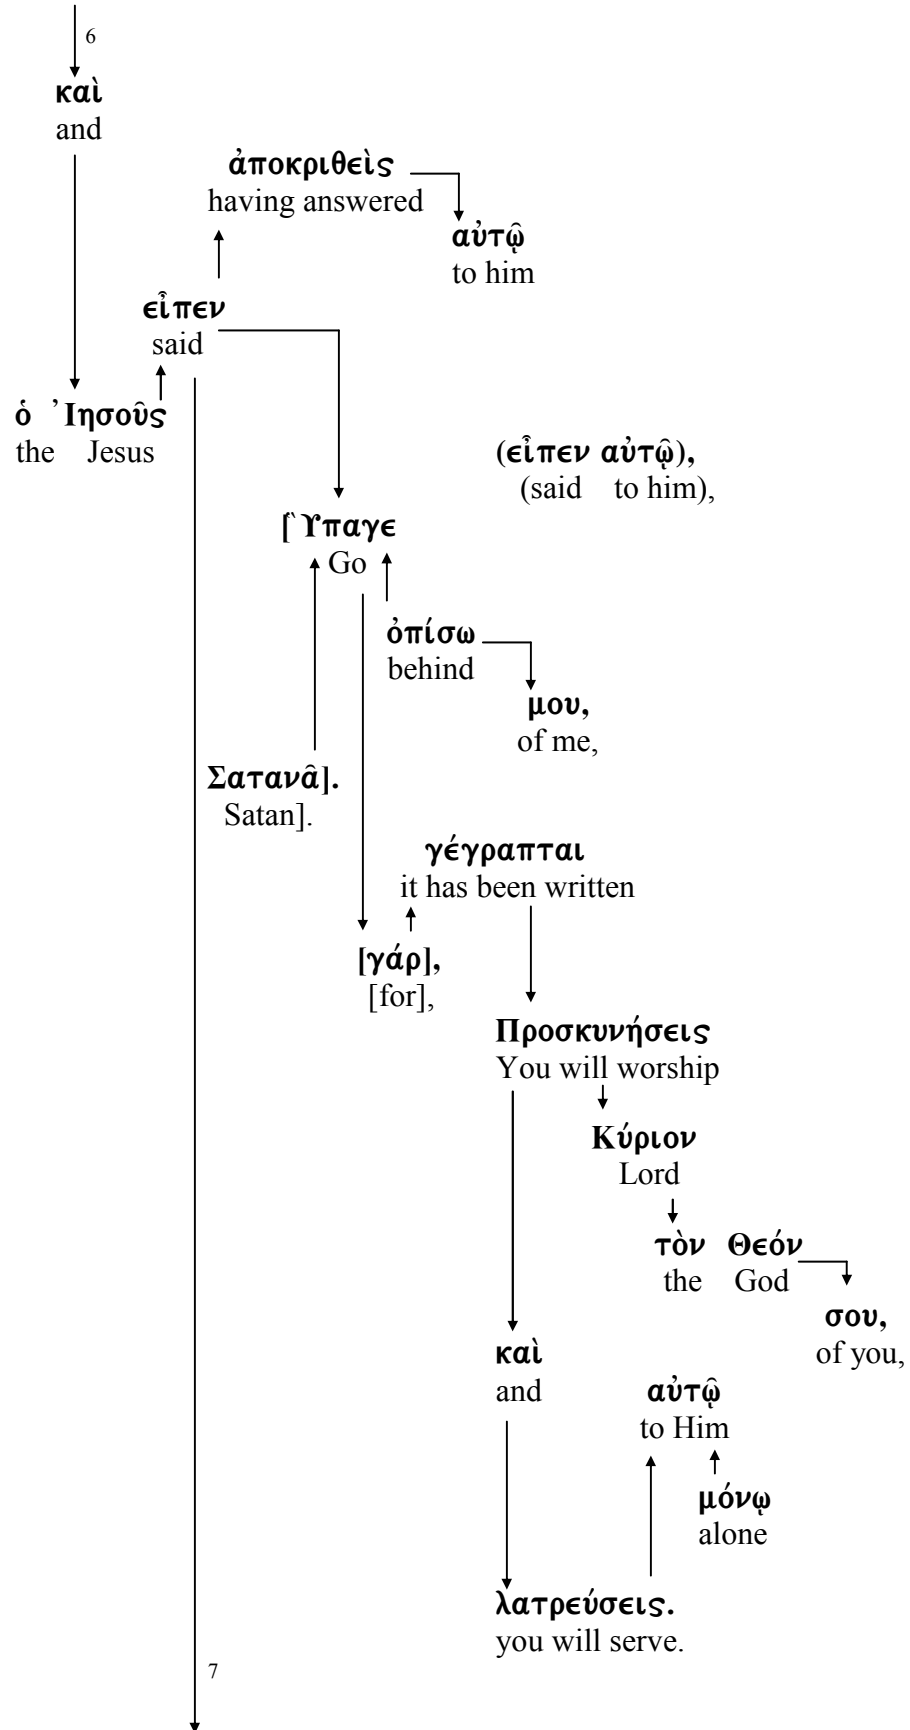 6
καὶ
and
ἀποκριθεὶς
having answered
αὐτῷ
to him
εἶπεν
said
ὁ Ἰησοῦς
the Jesus
(εἶπεν αὐτῷ),
(said to him),
[Ὕπαγε
Go
ὀπίσω
behind
μου,
of me,
Σατανᾶ].
Satan].
γέγραπται
it has been written
[γάρ],
[for],
Προσκυνήσεις
You will worship
Κύριον
Lord
τὸν Θεόν
the God
σου,
of you,
καὶ
and
αὐτῷ
to Him
μόνῳ
alone
λατρεύσεις.
you will serve.
7